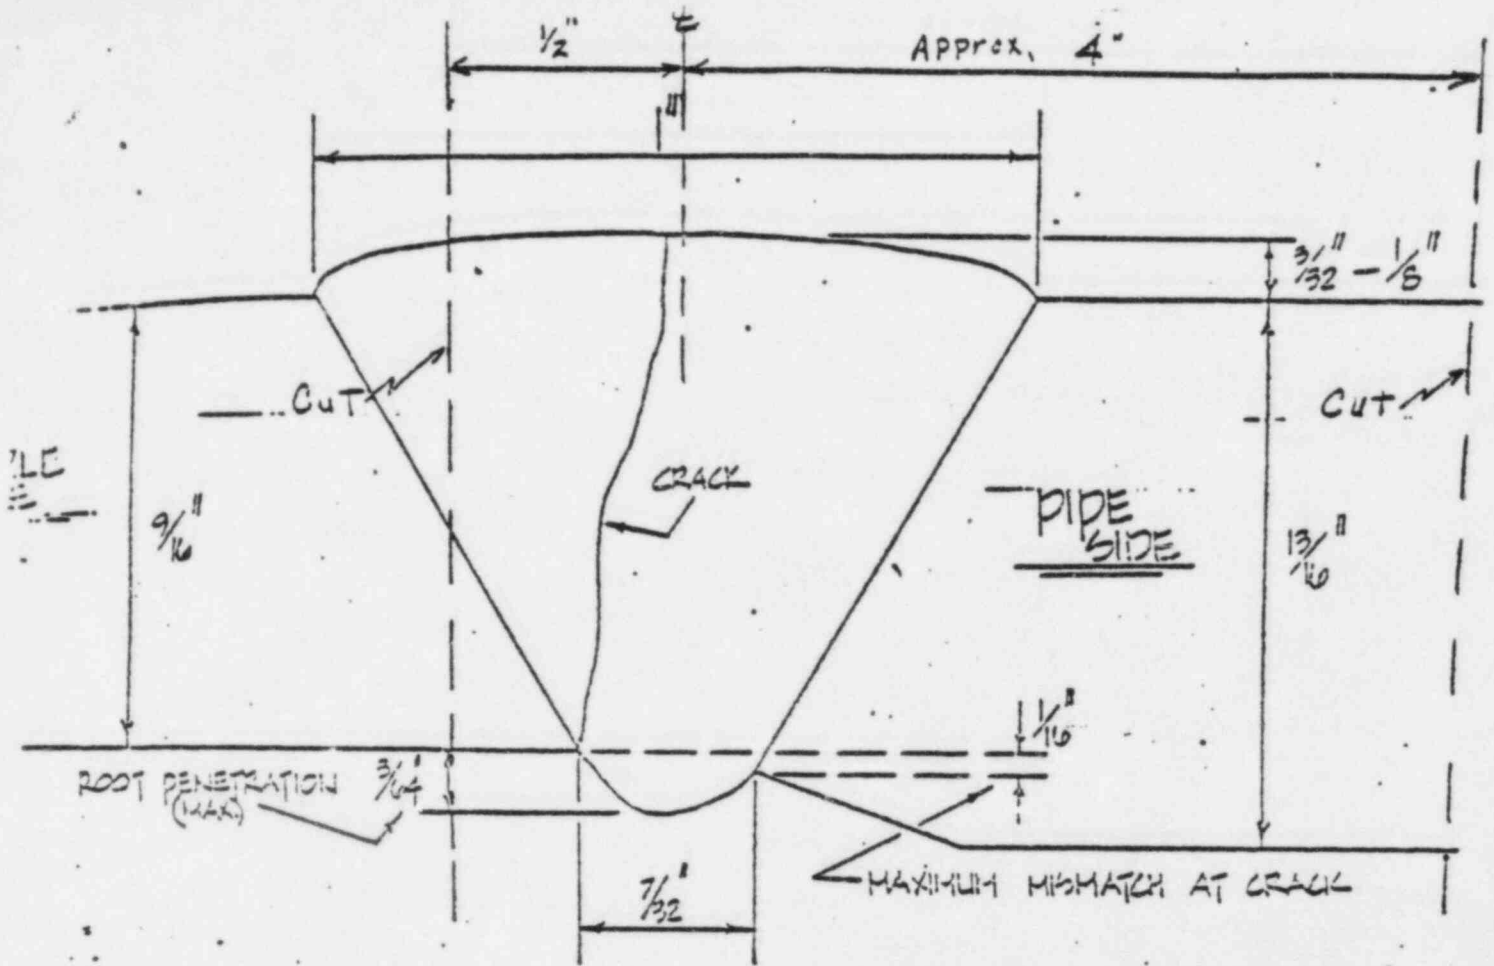 1/2"
℄
Approx. 4"
1"
3/32" - 1/8"
CUT
CUT
9/16"
CRACK
PIPE
SIDE
13/16"
1/16"
ROOT PENETRATION
(MAX)
3/64"
MAXIMUM MISMATCH AT CRACK
7/32"